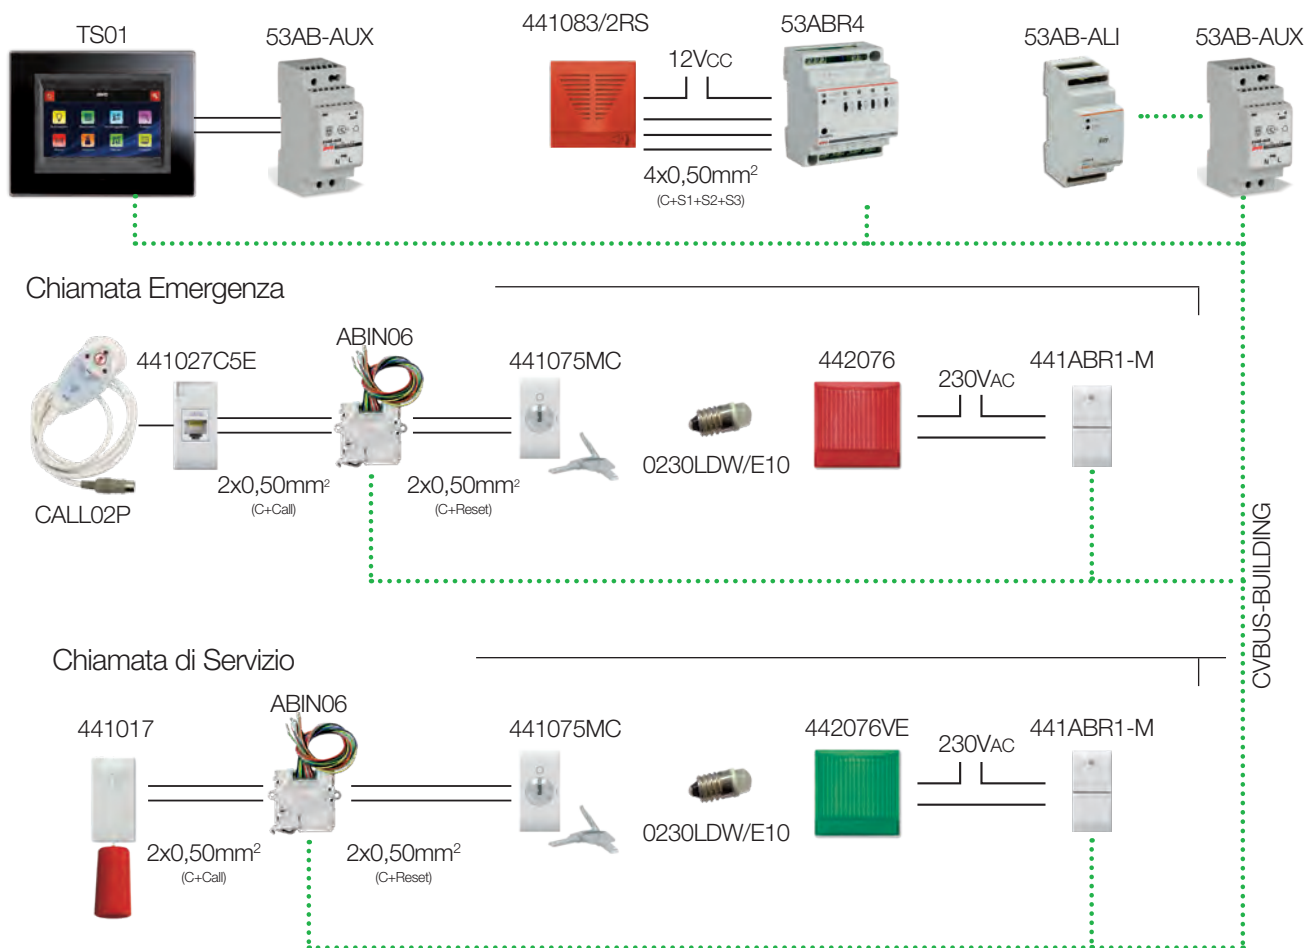 TS01
53AB-AUX
441083/2RS
53ABR4
53AB-ALI
53AB-AUX
12Vcc
4x0,50mm²
(C+S1+S2+S3)
Chiamata Emergenza
441027C5E
ABIN06
441075MC
442076
230VAC
441ABR1-M
0230LDW/E10
2x0,50mm²
(C+Call)
2x0,50mm²
(C+Reset)
CALL02P
CVBUS-BUILDING
Chiamata di Servizio
441017
ABIN06
441075MC
442076VE
230VAC
441ABR1-M
0230LDW/E10
2x0,50mm²
(C+Call)
2x0,50mm²
(C+Reset)